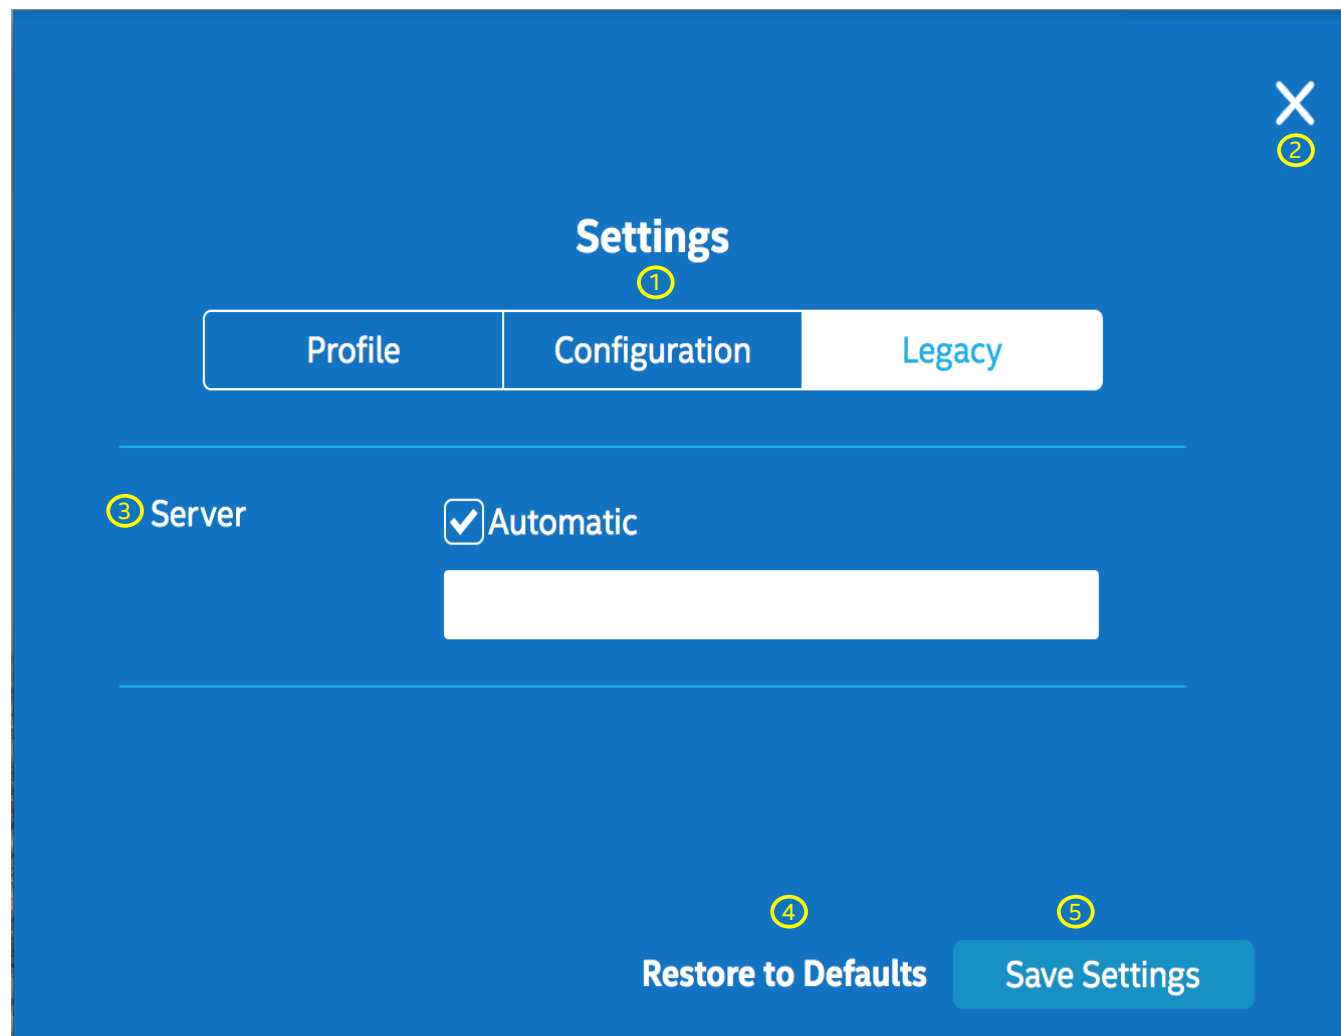 2
Settings
1
Profile Configuration Legacy
3 Server
Automatic
4
5
Restore to Defaults Save Settings